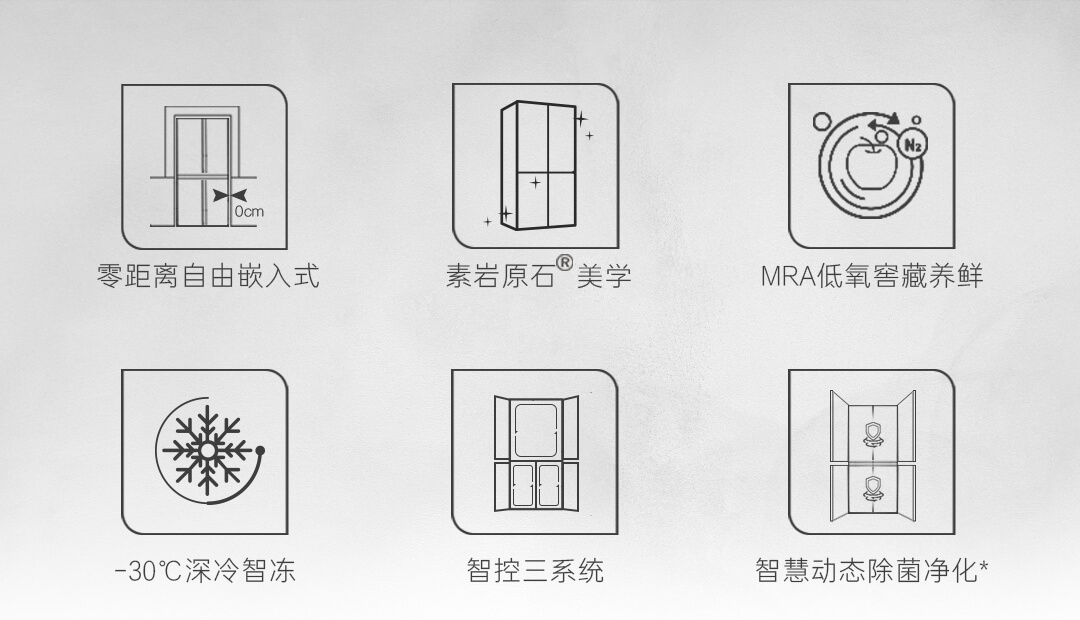 0cm
N₂
零距离自由嵌入式
素岩原石®美学
MRA低氧窖藏养鲜
-30℃深冷智冻
智控三系统
智慧动态除菌净化*